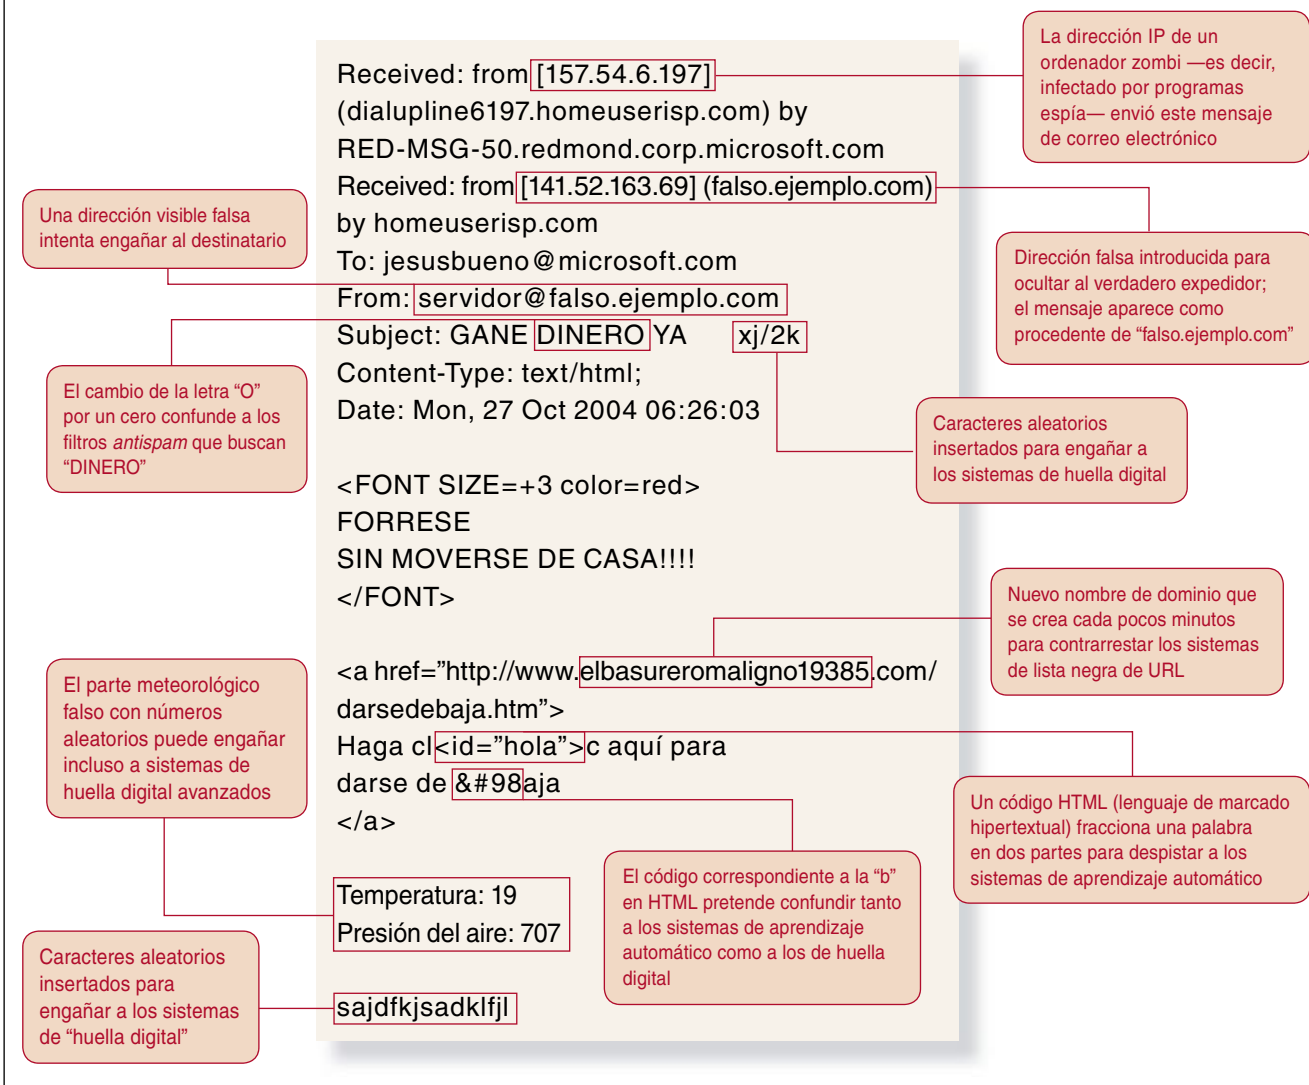 Received: from [157.54.6.197]
(dialupline6197.homeuserisp.com) by
RED-MSG-50.redmond.corp.microsoft.com
Received: from [141.52.163.69] (falso.ejemplo.com)
by homeuserisp.com
To: jesusbueno@microsoft.com
From: servidor@falso.ejemplo.com
Subject: GANE DINERO YA xj/2k
Content-Type: text/html;
Date: Mon, 27 Oct 2004 06:26:03
<FONT SIZE=+3 color=red>
FORRESE
SIN MOVERSE DE CASA!!!!
</FONT>
<a href=”http://www.elbasureromaligno19385.com/
darsedebaja.htm”>
Haga cl<id=”hola”>c aquí para
darse de &#98aja
</a>
Temperatura: 19
Presión del aire: 707
sajdfkjsadklfjl
La dirección IP de un
ordenador zombi —es decir,
infectado por programas
espía— envió este mensaje
de correo electrónico
Una dirección visible falsa
intenta engañar al destinatario
Dirección falsa introducida para
ocultar al verdadero expedidor;
el mensaje aparece como
procedente de “falso.ejemplo.com”
El cambio de la letra “O”
por un cero confunde a los
filtros antispam que buscan
“DINERO”
Caracteres aleatorios
insertados para engañar a
los sistemas de huella digital
Nuevo nombre de dominio que
se crea cada pocos minutos
para contrarrestar los sistemas
de lista negra de URL
El parte meteorológico
falso con números
aleatorios puede engañar
incluso a sistemas de
huella digital avanzados
Un código HTML (lenguaje de marcado
hipertextual) fracciona una palabra
en dos partes para despistar a los
sistemas de aprendizaje automático
El código correspondiente a la “b”
en HTML pretende confundir tanto
a los sistemas de aprendizaje
automático como a los de huella
digital
Caracteres aleatorios
insertados para
engañar a los sistemas
de “huella digital”